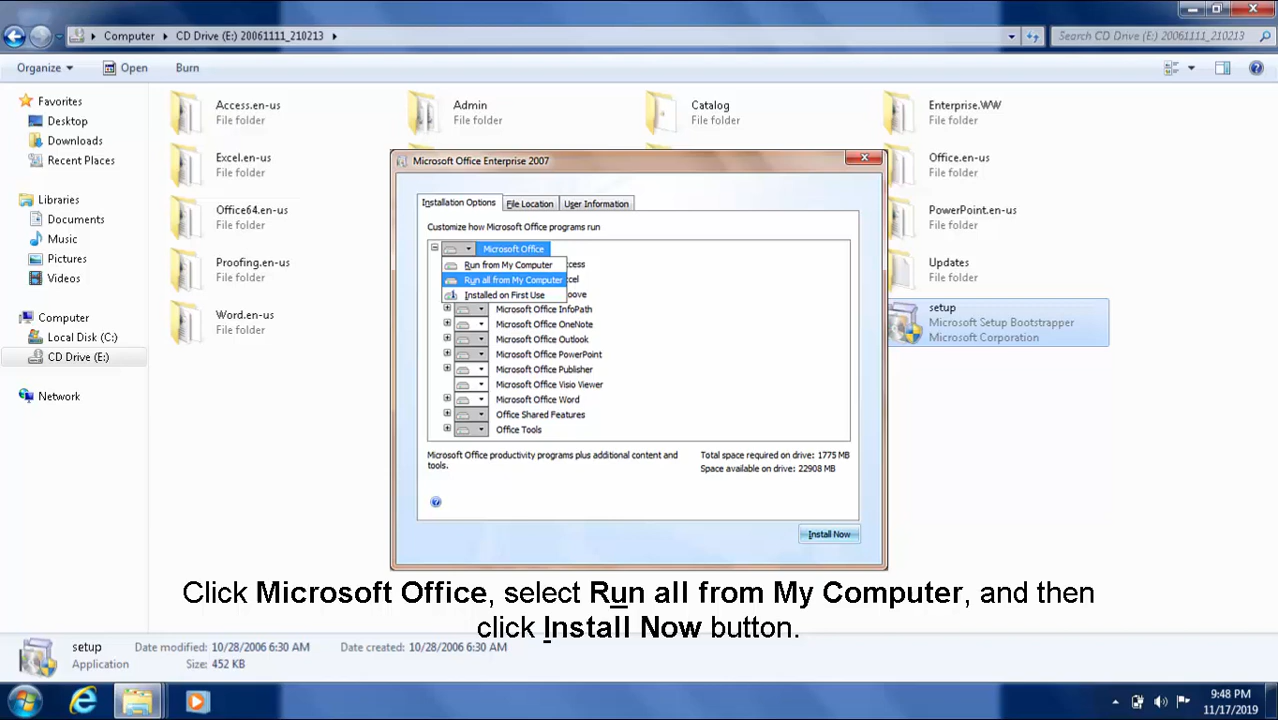 Computer
CD Drive (E:) 20061111_210213
Search CD Drive (E:) 20061111_210213
Organize
Open
Burn
Favorites
Desktop
Downloads
Recent Places
Libraries
Documents
Music
Pictures
Videos
Computer
Local Disk (C:)
CD Drive (E:)
Network
Access.en-us
File folder
Admin
File folder
Catalog
File folder
Enterprise.WW
File folder
Excel.en-us
File folder
Office.en-us
File folder
Office64.en-us
File folder
PowerPoint.en-us
File folder
Proofing.en-us
File folder
Updates
File folder
Word.en-us
File folder
setup
Microsoft Setup Bootstrapper
Microsoft Corporation
Microsoft Office Enterprise 2007
Installation Options
File Location
User Information
Customize how Microsoft Office programs run
Microsoft Office
Run from My Computer
Run all from My Computer
Installed on First Use
cess
cel
oove
Microsoft Office InfoPath
Microsoft Office OneNote
Microsoft Office Outlook
Microsoft Office PowerPoint
Microsoft Office Publisher
Microsoft Office Visio Viewer
Microsoft Office Word
Office Shared Features
Office Tools
Microsoft Office productivity programs plus additional content and
tools.
Total space required on drive: 1775 MB
Space available on drive: 22908 MB
Install Now
Click Microsoft Office, select Run all from My Computer, and then
click Install Now button.
setup
Application
Date modified: 10/28/2006 6:30 AM
Size: 452 KB
Date created: 10/28/2006 6:30 AM
9:48 PM
11/17/2019